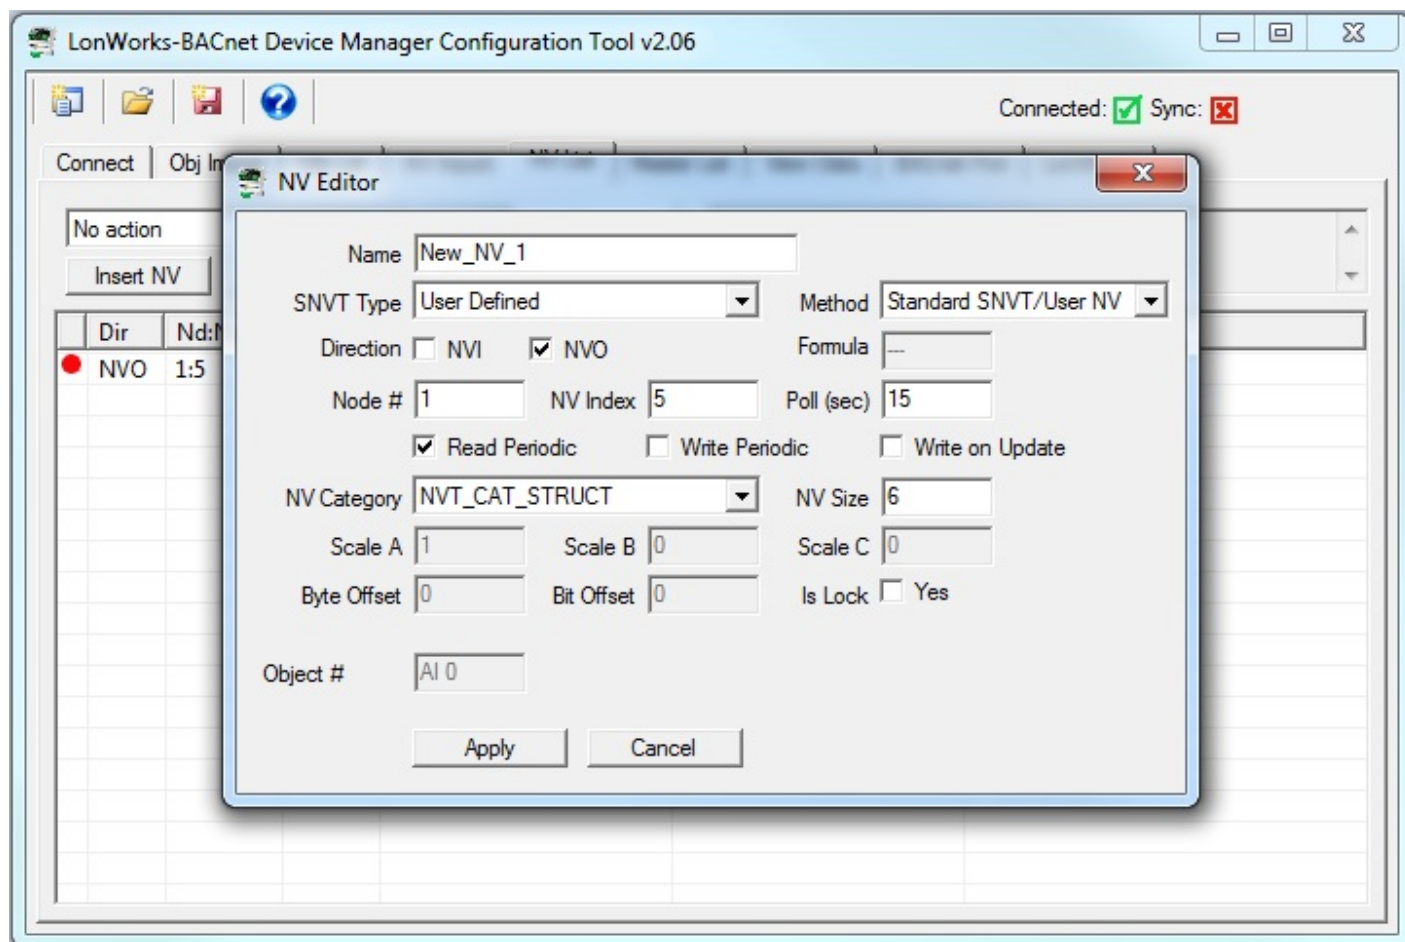 LonWorks-BACnet Device Manager Configuration Tool v2.06
Connected: Sync:
Connect Obj Im
NV Editor
No action
Insert NV
Name New_NV_1
SNVT Type User Defined Method Standard SNVT/User NV
Direction NVI NVO Formula ---
Dir Nd:N
NVO 1:5
Node # 1 NV Index 5 Poll (sec) 15
Read Periodic Write Periodic Write on Update
NV Category NVT_CAT_STRUCT NV Size 6
Scale A 1 Scale B 0 Scale C 0
Byte Offset 0 Bit Offset 0 Is Lock Yes
Object # AI 0
Apply Cancel